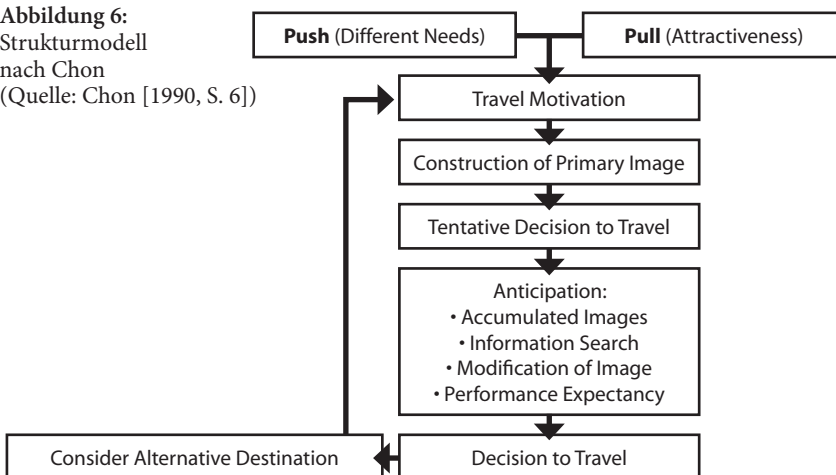 Abbildung 6:
Strukturmodell
nach Chon
(Quelle: Chon [1990, S. 6])
Push (Different Needs)
Pull (Attractiveness)
Travel Motivation
Construction of Primary Image
Tentative Decision to Travel
Anticipation:
• Accumulated Images
• Information Search
• Modification of Image
• Performance Expectancy
Consider Alternative Destination
Decision to Travel